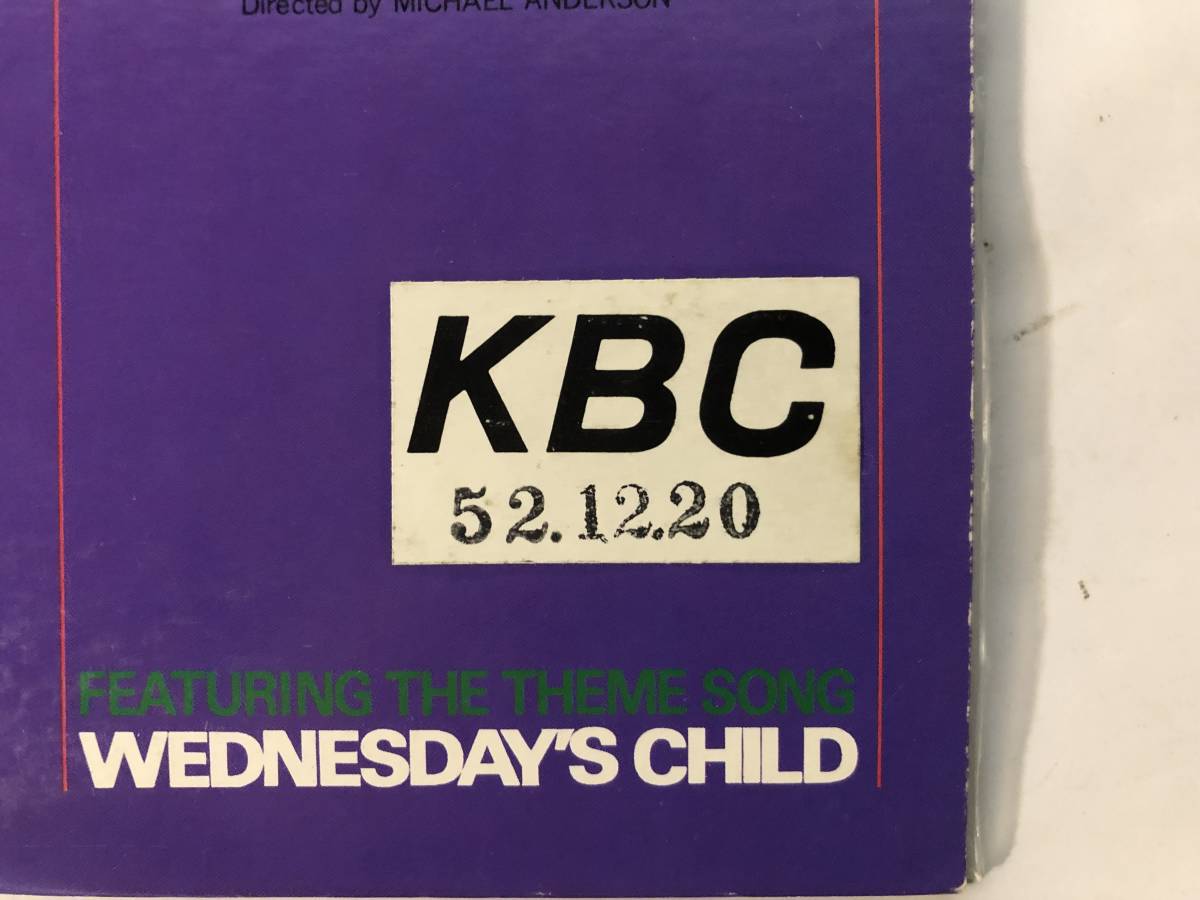 Directed by MICHAEL ANDERSON
KBC
52.12.20
FEATURING THE THEME SONG
WEDNESDAY'S CHILD